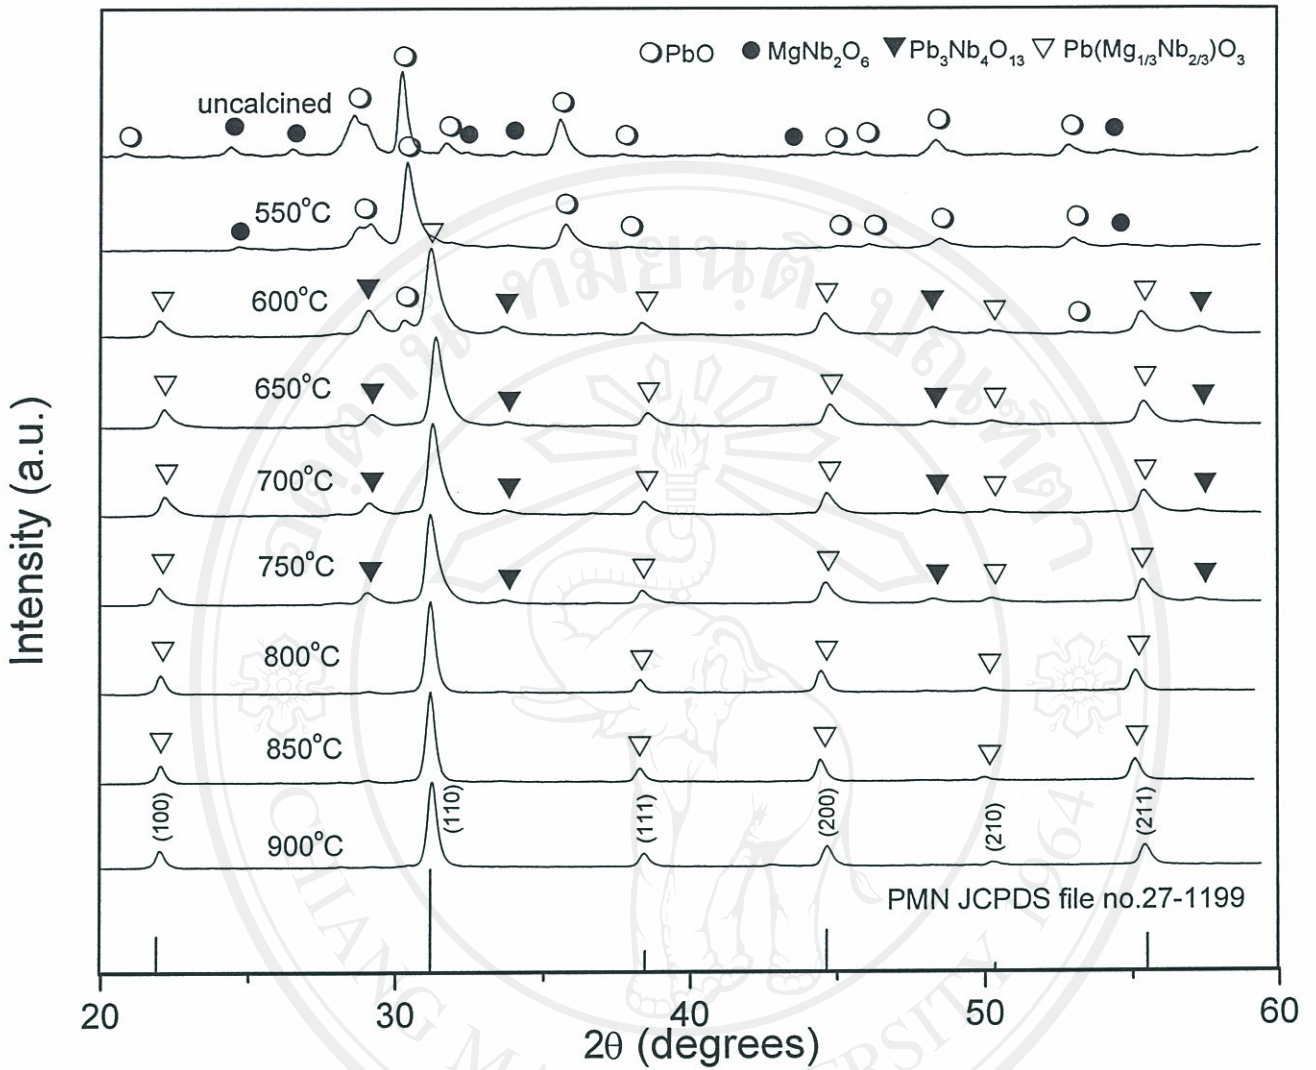 PbO MgNb₂O₆ Pb₃Nb₄O₁₃ Pb(Mg₁/₃Nb₂/₃)O₃
uncalcined
550°C
600°C
650°C
700°C
750°C
800°C
850°C
900°C
(100) (110) (111) (200) (210) (211)
PMN JCPDS file no.27-1199
20 30 40 50 60
2θ (degrees)
Intensity (a.u.)
1964